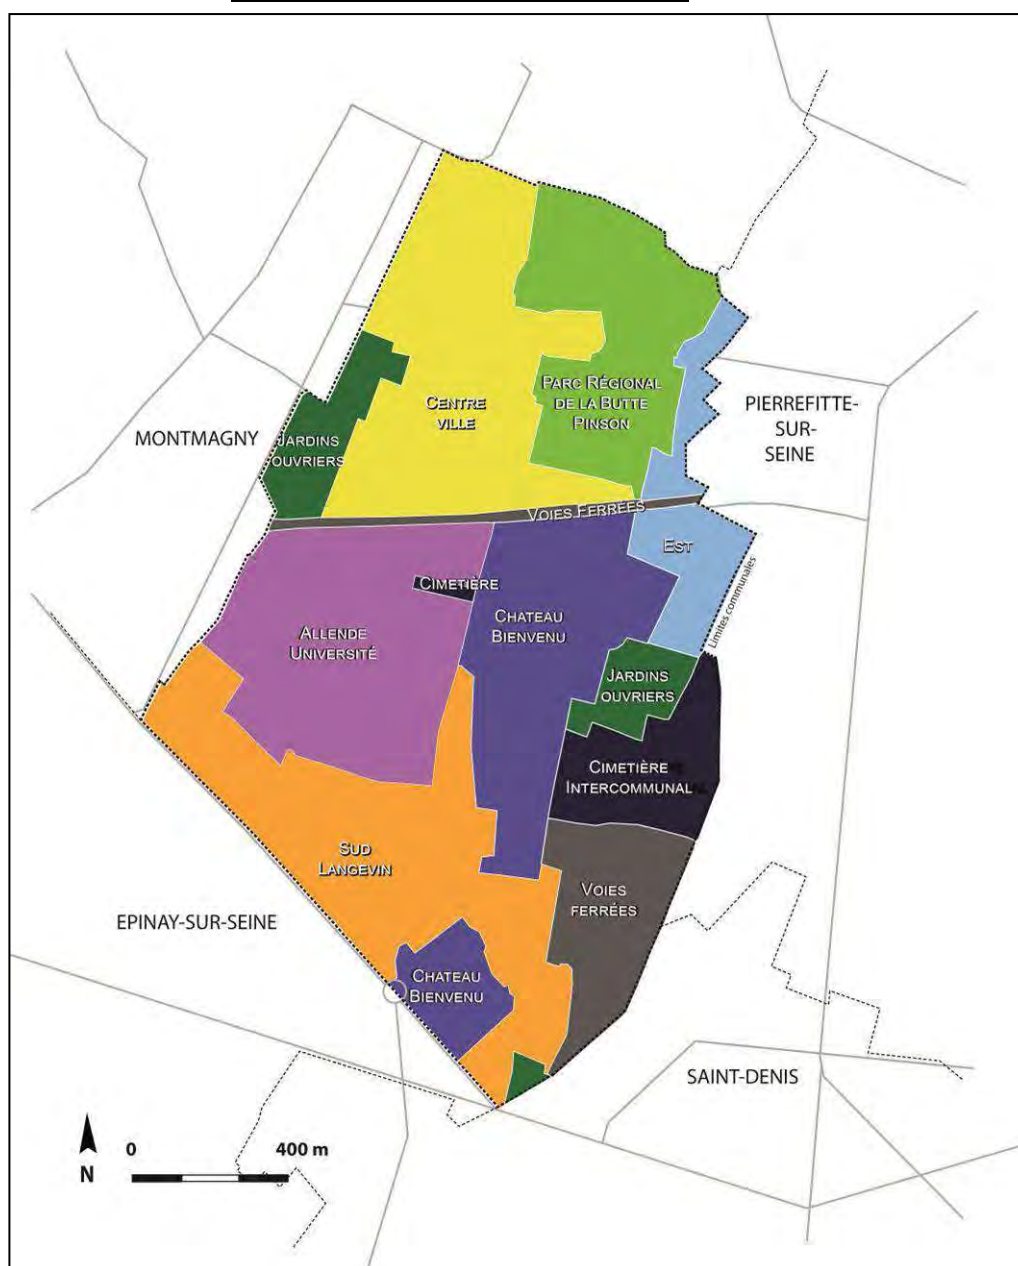 PARC RÉGIONAL
DE LA BUTTE
PINSON
CENTRE
VILLE
PIERREFITTE-
SUR-
SEINE
MONTMAGNY
JARDINS
OUVRIERS
VOIES FERRÉES
EST
Limites communales
CIMETIÈRE
CHATEAU
BIENVENU
ALLENDE
UNIVERSITÉ
JARDINS
OUVRIERS
CIMETIÈRE
INTERCOMMUNAL
SUD
LANGEVIN
VOIES
FERRÉES
EPINAY-SUR-SEINE
CHATEAU
BIENVENU
SAINT-DENIS
0 400 m
N